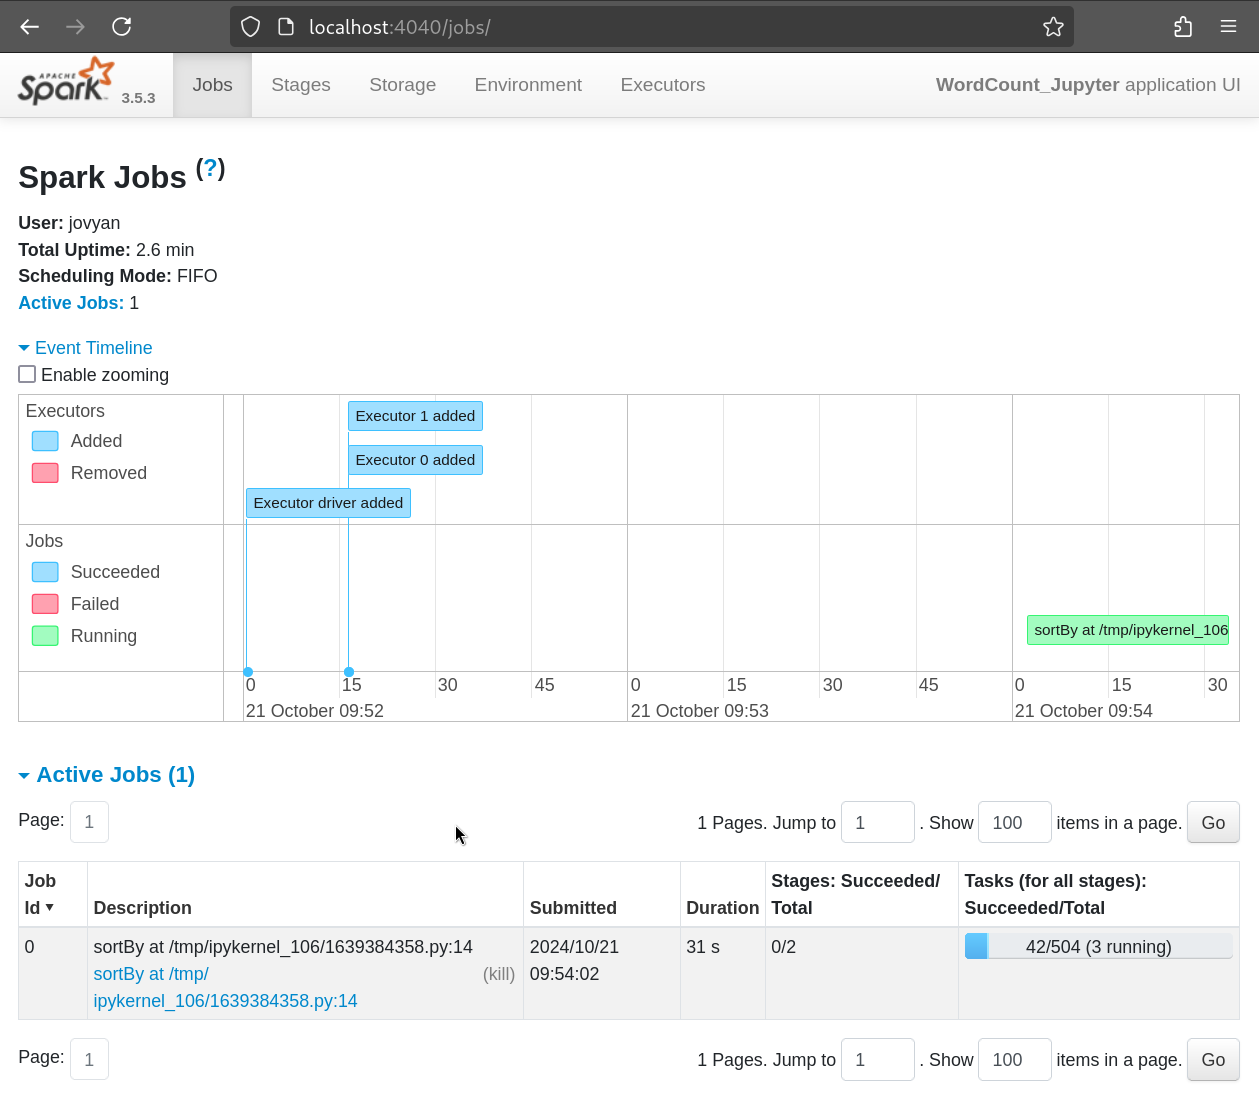 localhost:4040/jobs/
APACHE Spark 3.5.3 Jobs Stages Storage Environment Executors WordCount_Jupyter application UI
Spark Jobs (?)
User: jovyan
Total Uptime: 2.6 min
Scheduling Mode: FIFO
Active Jobs: 1
Event Timeline
Enable zooming
Executors
Added
Removed
Executor 1 added
Executor 0 added
Executor driver added
Jobs
Succeeded
Failed
Running
sortBy at /tmp/ipykernel_106
0 15 30 45 0 15 30 45 0 15 30
21 October 09:52 21 October 09:53 21 October 09:54
Active Jobs (1)
Page: 1 1 Pages. Jump to 1 . Show 100 items in a page. Go
Job Id ▾ Description Submitted Duration Stages: Succeeded/Total Tasks (for all stages): Succeeded/Total
0 sortBy at /tmp/ipykernel_106/1639384358.py:14 2024/10/21 31 s 0/2 42/504 (3 running)
sortBy at /tmp/ (kill) 09:54:02
ipykernel_106/1639384358.py:14
Page: 1 1 Pages. Jump to 1 . Show 100 items in a page. Go